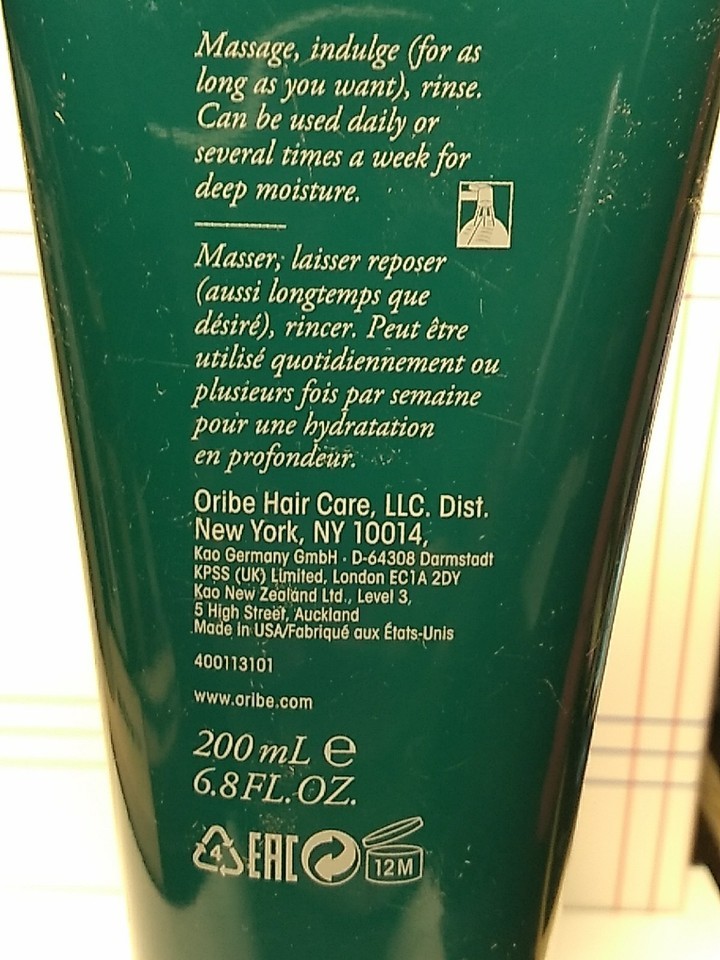 Massage, indulge (for as
long as you want), rinse.
Can be used daily or
several times a week for
deep moisture.
Masser, laisser reposer
(aussi longtemps que
désiré), rincer. Peut être
utilisé quotidiennement ou
plusieurs fois par semaine
pour une hydratation
en profondeur.
Oribe Hair Care, LLC. Dist.
New York, NY 10014,
Kao Germany GmbH · D-64308 Darmstadt
KPSS (UK) Limited, London EC1A 2DY
Kao New Zealand Ltd., Level 3,
5 High Street, Auckland
Made in USA/Fabriqué aux États-Unis
400113101
www.oribe.com
200 mL ℮
6.8 FL. OZ.
4 EAC 12M